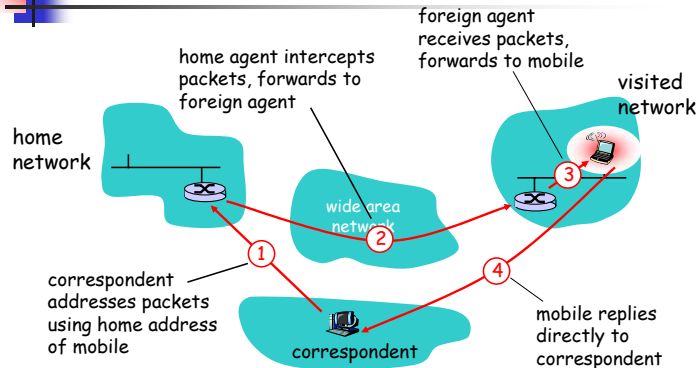 foreign agent
receives packets,
forwards to mobile
home agent intercepts
packets, forwards to
foreign agent
visited
network
home
network
3
wide area
network
2
1
4
correspondent
addresses packets
using home address
of mobile
mobile replies
directly to
correspondent
correspondent